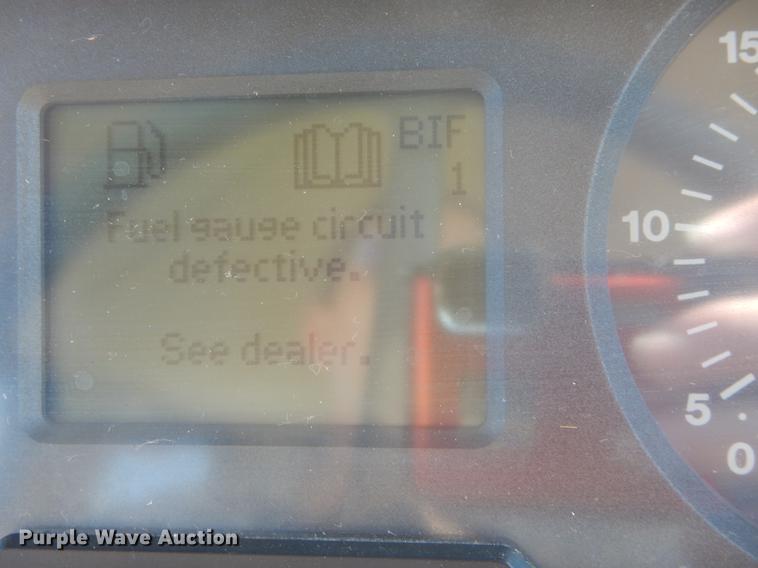 BIF
1
Fuel gauge circuit
defective.
See dealer.
15
10
5
0
Purple Wave Auction